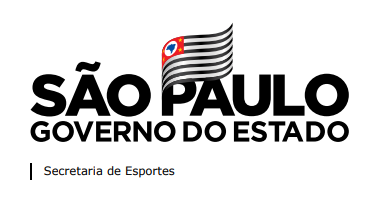 SÃO PAULO
GOVERNO DO ESTADO
Secretaria de Esportes